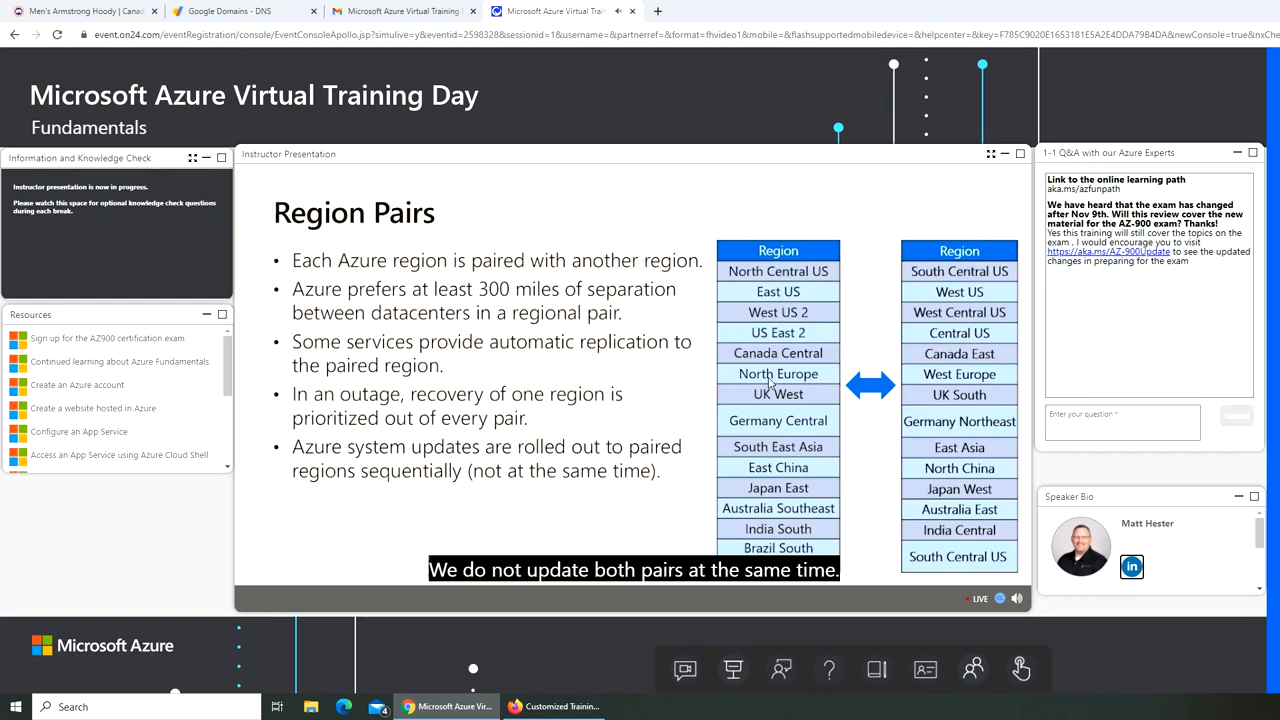 Men's Armstrong Hoody | Canad
Google Domains - DNS
Microsoft Azure Virtual Training D
Microsoft Azure Virtual Train
event.on24.com/eventRegistration/console/EventConsoleApollo.jsp?simulive=y&eventid=2598328&sessionid=1&username=&partnerref=&format=fhvideo1&mobile=&flashsupportedmobiledevice=&helpcenter=&key=F785C9020E1653181E5A2E4DDA79B4DA&newConsole=true&nxChe
Microsoft Azure Virtual Training Day
Fundamentals
Information and Knowledge Check
Instructor presentation is now in progress.
Please watch this space for optional knowledge check questions
during each break.
Resources
Sign up for the AZ900 certification exam
Continued learning about Azure Fundamentals
Create an Azure account
Create a website hosted in Azure
Configure an App Service
Access an App Service using Azure Cloud Shell
Instructor Presentation
Region Pairs
• Each Azure region is paired with another region.
• Azure prefers at least 300 miles of separation
between datacenters in a regional pair.
• Some services provide automatic replication to
the paired region.
• In an outage, recovery of one region is
prioritized out of every pair.
• Azure system updates are rolled out to paired
regions sequentially (not at the same time).
Region Region
North Central US South Central US
East US West US
West US 2 West Central US
US East 2 Central US
Canada Central Canada East
North Europe West Europe
UK West UK South
Germany Central Germany Northeast
South East Asia East Asia
East China North China
Japan East Japan West
Australia Southeast Australia East
India South India Central
Brazil South South Central US
We do not update both pairs at the same time.
LIVE
1-1 Q&A with our Azure Experts
Link to the online learning path
aka.ms/azfunpath
We have heard that the exam has changed
after Nov 9th. Will this review cover the new
material for the AZ-900 exam? Thanks!
Yes this training will still cover the topics on the
exam , I would encourage you to visit
https://aka.ms/AZ-900Update to see the updated
changes in preparing for the exam
Enter your question *
Submit
Speaker Bio
Matt Hester
in
Microsoft Azure
Search
4
Microsoft Azure Vir...
Customized Trainin...